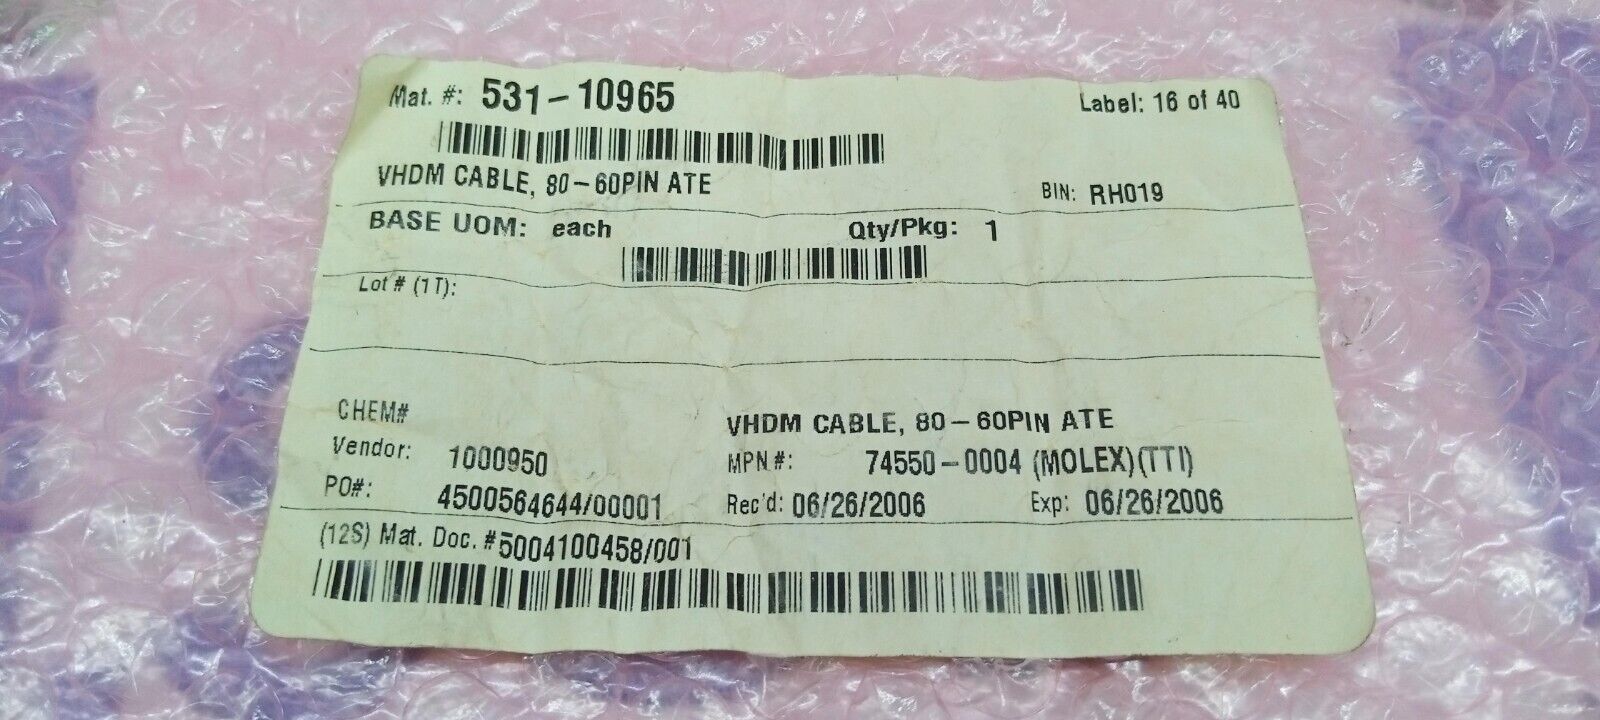 Mat. #: 531-10965
Label: 16 of 40
VHDM CABLE, 80-60PIN ATE
BIN: RH019
BASE UOM: each
Qty/Pkg: 1
Lot # (1T):
CHEM#
VHDM CABLE, 80-60PIN ATE
Vendor: 1000950
MPN #: 74550-0004 (MOLEX)(TTI)
PO#: 4500564644/00001
Rec'd: 06/26/2006
Exp: 06/26/2006
(12S) Mat. Doc. #5004100458/001